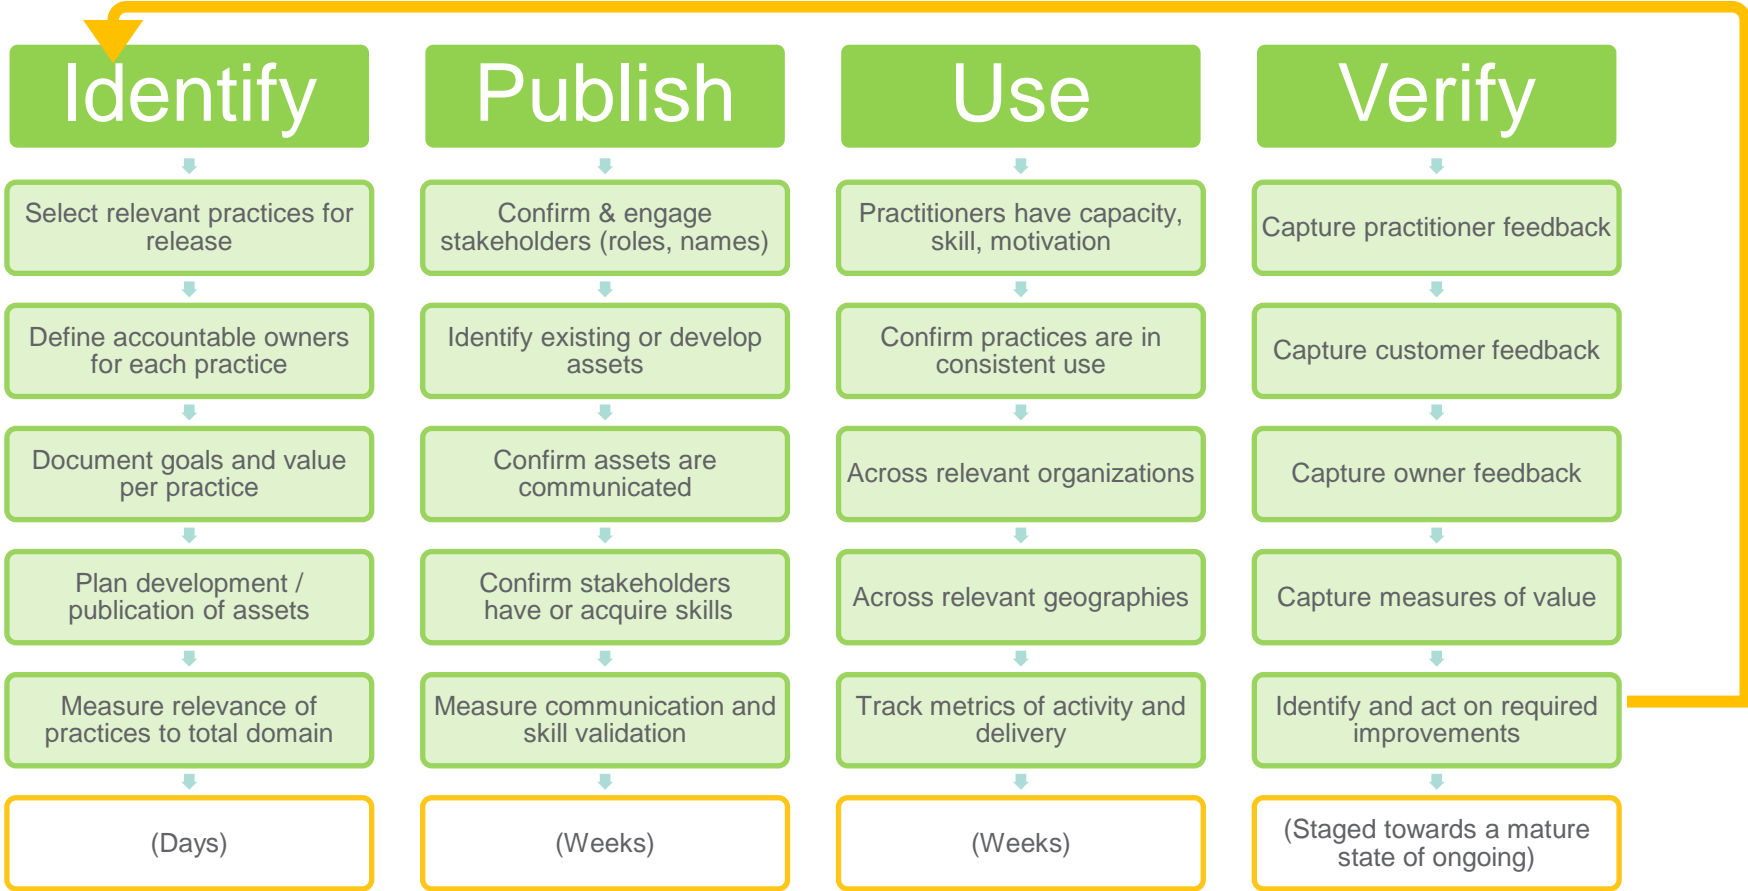 Identify
Select relevant practices for
release
Define accountable owners
for each practice
Document goals and value
per practice
Plan development /
publication of assets
Measure relevance of
practices to total domain
(Days)
Publish
Confirm & engage
stakeholders (roles, names)
Identify existing or develop
assets
Confirm assets are
communicated
Confirm stakeholders
have or acquire skills
Measure communication and
skill validation
(Weeks)
Use
Practitioners have capacity,
skill, motivation
Confirm practices are in
consistent use
Across relevant organizations
Across relevant geographies
Track metrics of activity and
delivery
(Weeks)
Verify
Capture practitioner feedback
Capture customer feedback
Capture owner feedback
Capture measures of value
Identify and act on required
improvements
(Staged towards a mature
state of ongoing)